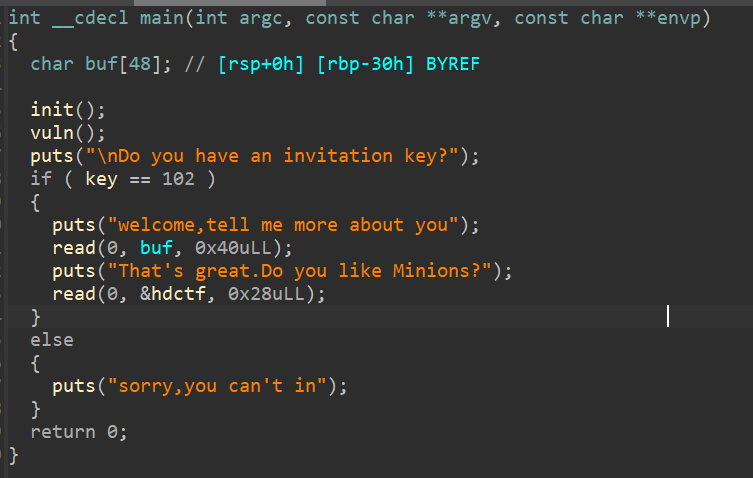 int __cdecl main(int argc, const char **argv, const char **envp)
{
  char buf[48]; // [rsp+0h] [rbp-30h] BYREF

  init();
  vuln();
  puts("\nDo you have an invitation key?");
  if ( key == 102 )
  {
    puts("welcome,tell me more about you");
    read(0, buf, 0x40uLL);
    puts("That's great.Do you like Minions?");
    read(0, &hdctf, 0x28uLL);
  }
  else
  {
    puts("sorry,you can't in");
  }
  return 0;
}